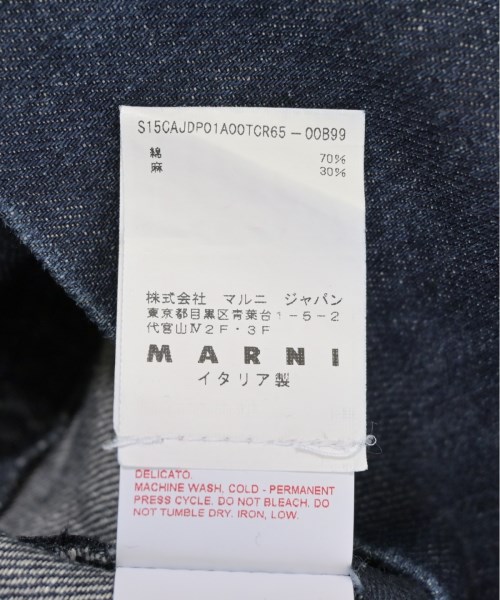 S15CAJDP01A00TCR65-00B99
綿 70%
麻 30%
株式会社 マルニ ジャパン
東京都目黒区青葉台1-5-2
代官山Ⅳ2F・3F
MARNI
イタリア製
DELICATO.
MACHINE WASH, COLD - PERMANENT
PRESS CYCLE. DO NOT BLEACH. DO
NOT TUMBLE DRY. IRON, LOW.